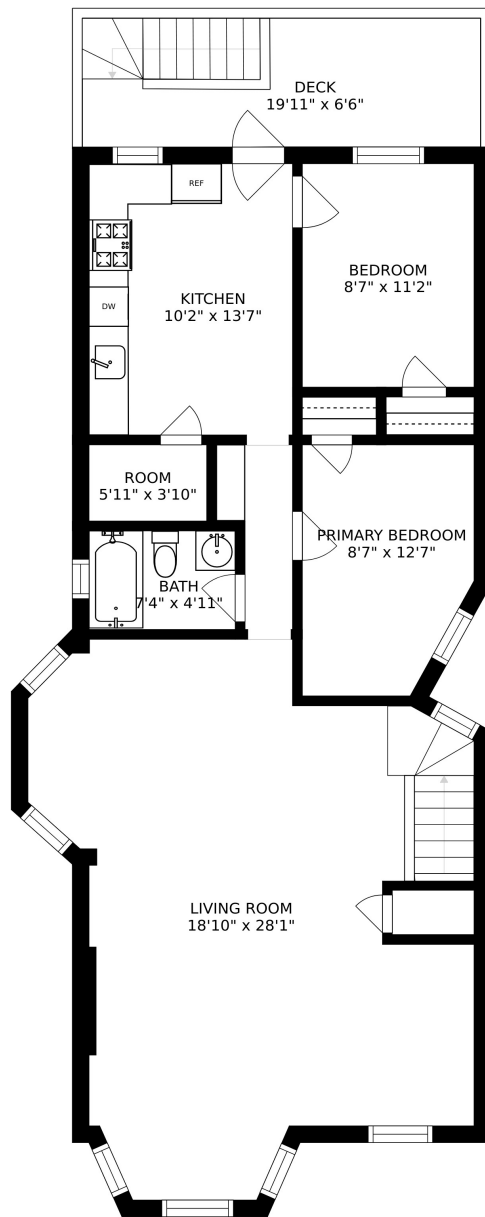 DECK
19'11" x 6'6"
REF
BEDROOM
8'7" x 11'2"
KITCHEN
10'2" x 13'7"
DW
ROOM
5'11" x 3'10"
PRIMARY BEDROOM
8'7" x 12'7"
BATH
7'4" x 4'11"
LIVING ROOM
18'10" x 28'1"